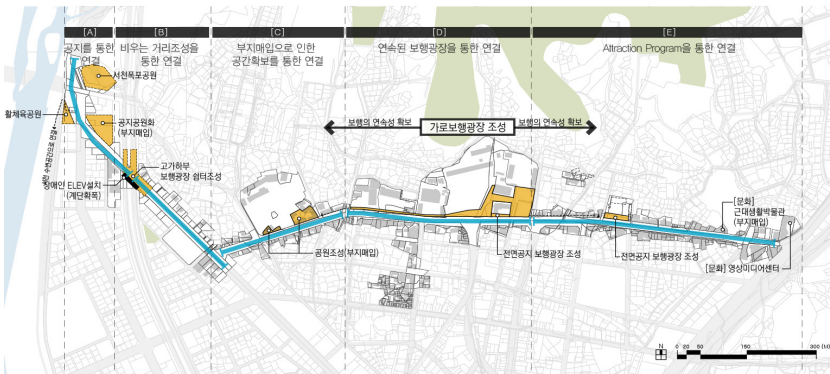 [A]
[B]
[C]
[D]
[E]
공지를 통한
연결
비우는 거리조성을
통한 연결
부지매입으로 인한
공간확보를 통한 연결
연속된 보행광장을 통한 연결
Attraction Program을 통한 연결
서천폭포공원
활체육공원
공지공원화
(부지매입)
보행의 연속성 확보
가로보행광장 조성
보행의 연속성 확보
고가하부
보행광장 쉼터조성
장애인 ELEV설치
(계단확폭)
공원조성(부지매입)
전면공지 보행광장 조성
전면공지 보행광장 조성
[문화]
근대생활박물관
(부지매입)
[문화] 영상미디어센터
N
0 20 50 150 300 (M)